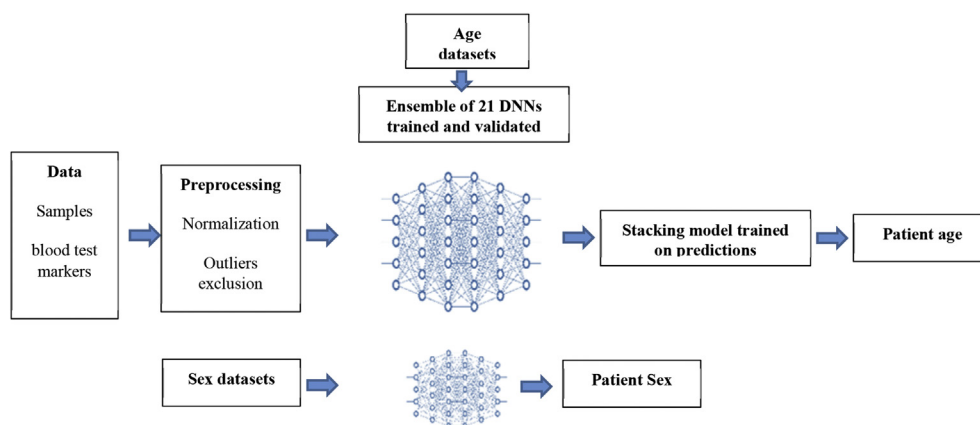 Age
datasets
Ensemble of 21 DNNs
trained and validated
Data
Samples
blood test
markers
Preprocessing
Normalization
Outliers
exclusion
Stacking model trained
on predictions
Patient age
Sex datasets
Patient Sex